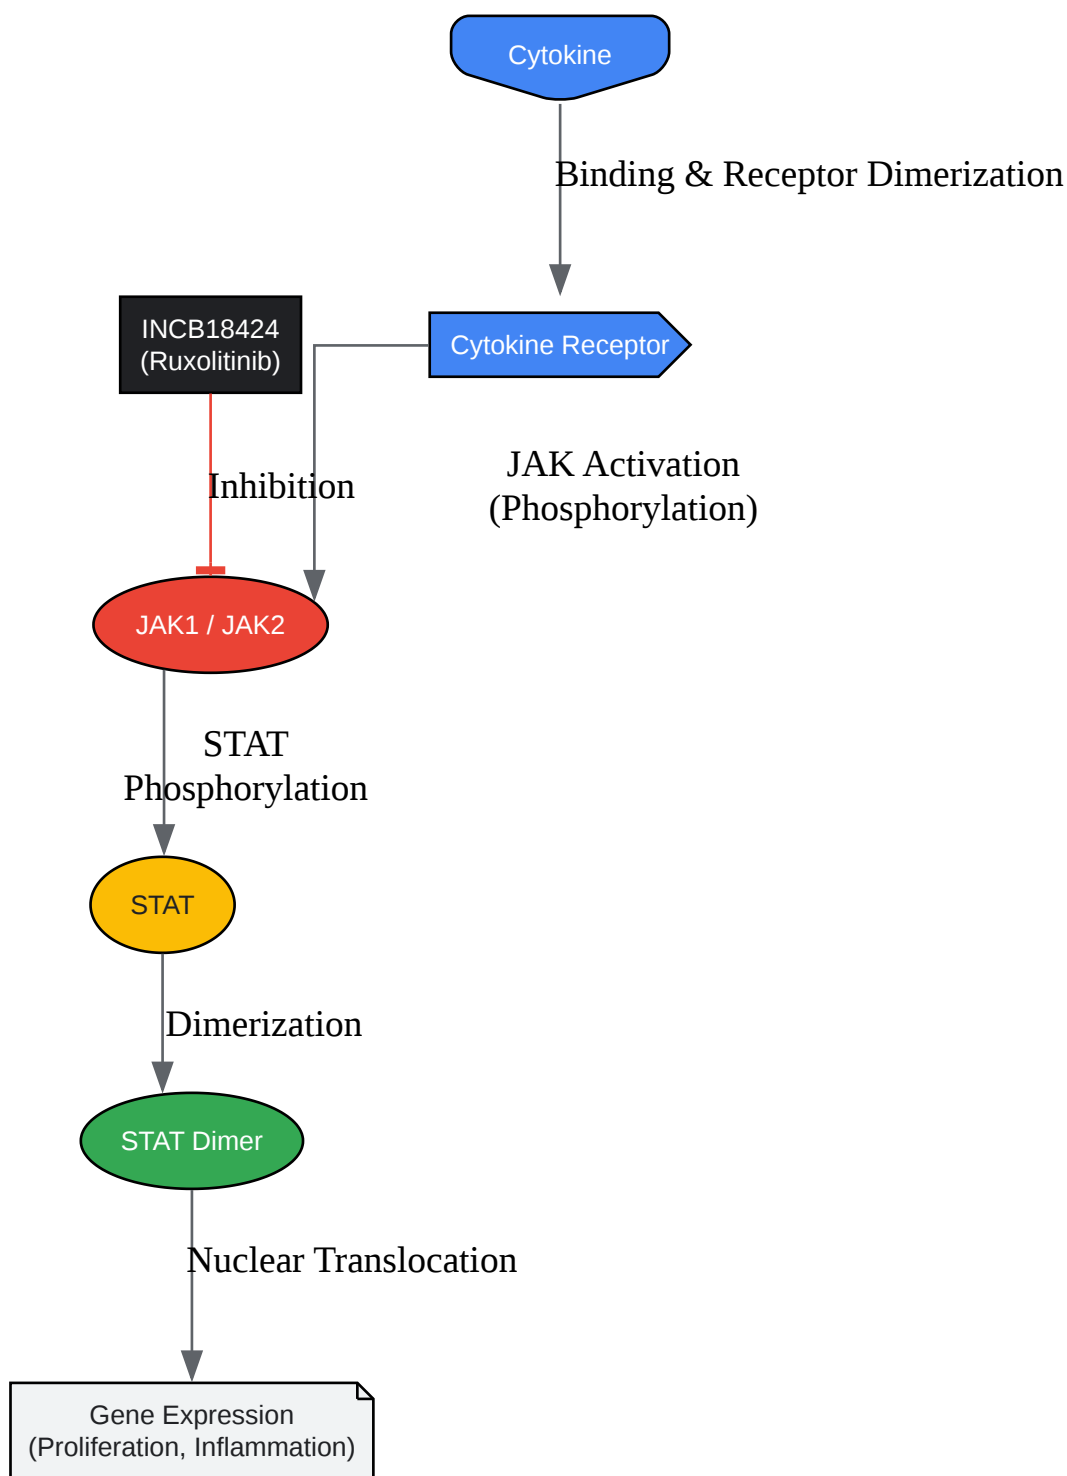 Cytokine
Binding & Receptor Dimerization
INCB18424
(Ruxolitinib)
Cytokine Receptor
JAK Activation
(Phosphorylation)
Inhibition
JAK1 / JAK2
STAT
Phosphorylation
STAT
Dimerization
STAT Dimer
Nuclear Translocation
Gene Expression
(Proliferation, Inflammation)